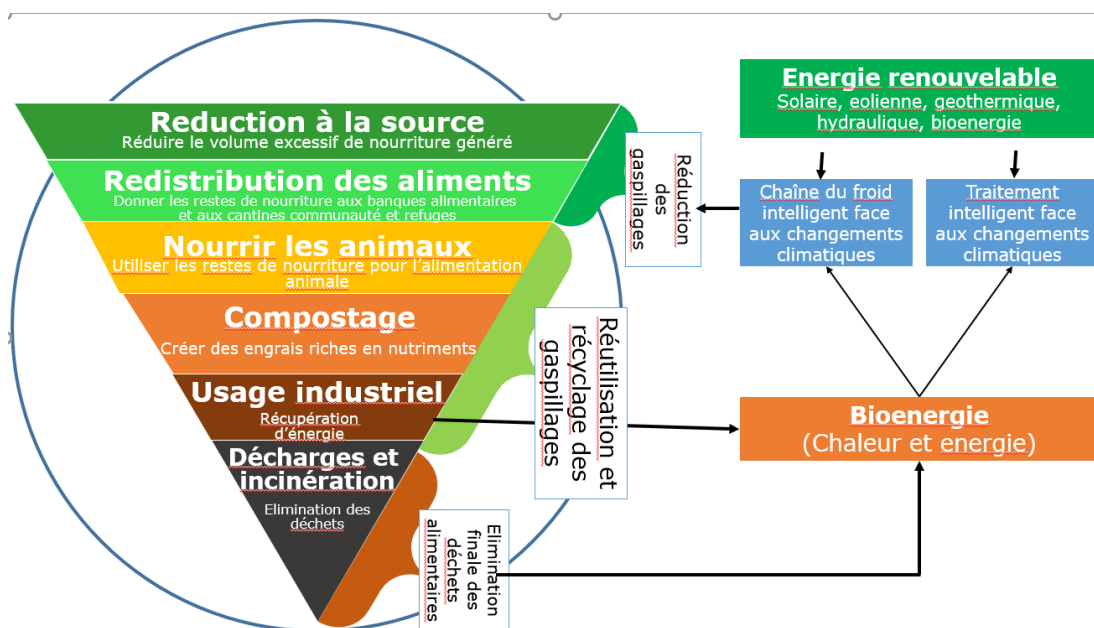 Reduction à la source
Réduire le volume excessif de nourriture généré
Redistribution des aliments
Donner les restes de nourriture aux banques alimentaires
et aux cantines communauté et refuges
Nourrir les animaux
Utiliser les restes de nourriture pour l'alimentation
animale
Compostage
Créer des engrais riches en nutriments
Usage industriel
Récupération
d'énergie
Décharges et
incinération
Elimination des
déchets
Réduction
des
gaspillages
Réutilisation et
récyclage des
gaspillages
Elimination
finale des
déchets
alimentaires
Energie renouvelable
Solaire, eolienne, geothermique,
hydraulique, bioenergie
Chaîne du froid
intelligent face
aux changements
climatiques
Traitement
intelligent face
aux changements
climatiques
Bioenergie
(Chaleur et energie)